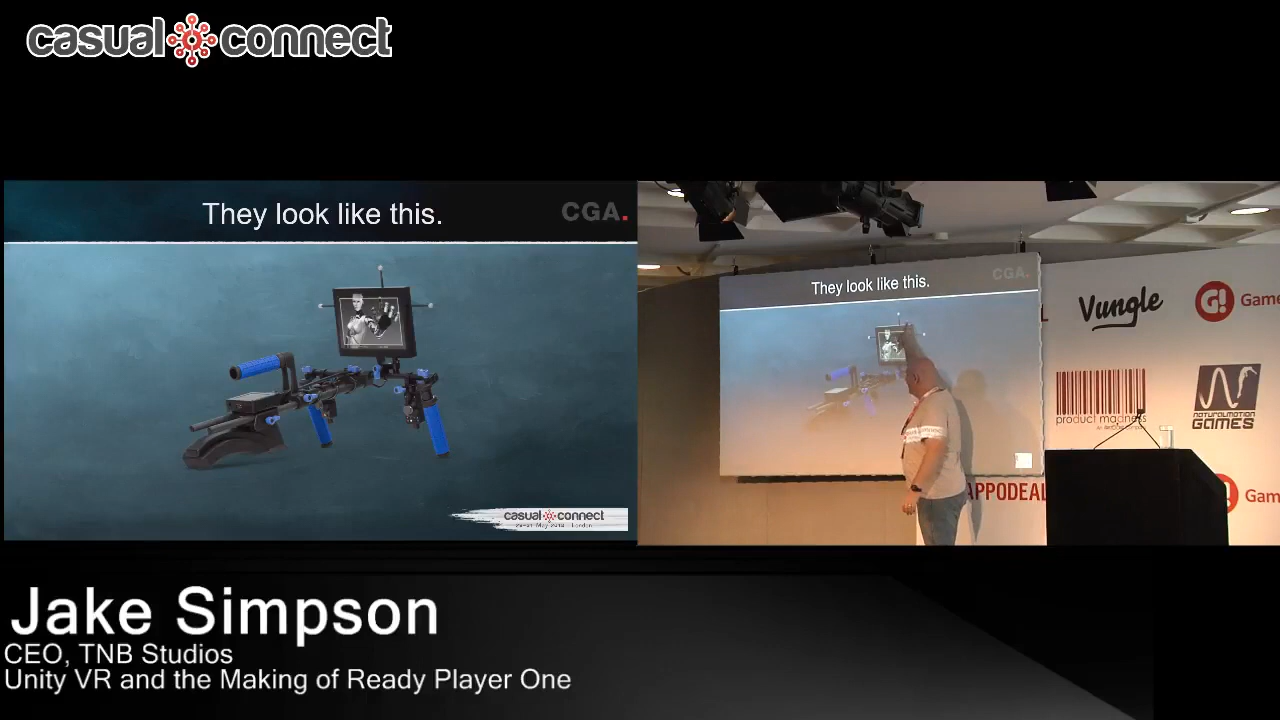 casual connect
They look like this.
CGA.
casual connect
They look like this.
CGA.
Vungle
G! Game
product madness
NATURALMOTION
GAMES
APPODEAL
Gam
Jake Simpson
CEO, TNB Studios
Unity VR and the Making of Ready Player One